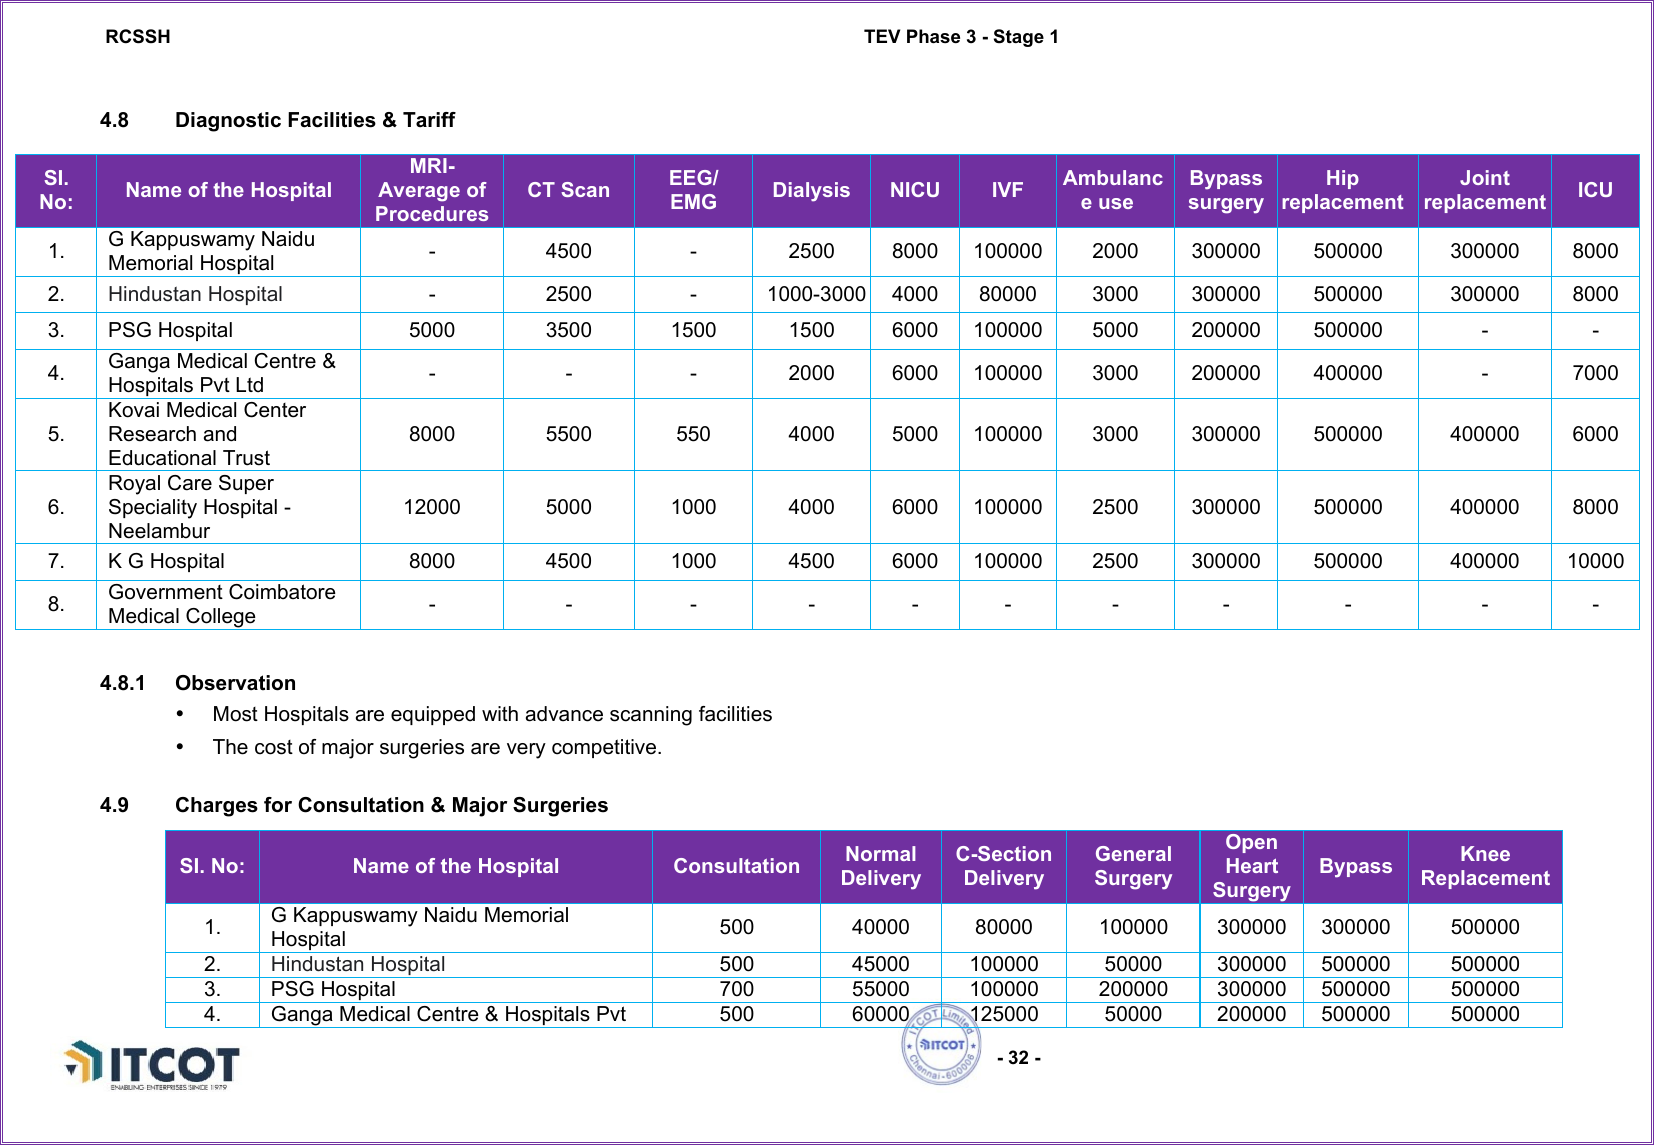 RCSSH TEV Phase 3 - Stage 1
4.8 Diagnostic Facilities & Tariff
Sl. No: Name of the Hospital MRI- Average of Procedures CT Scan EEG/ EMG Dialysis NICU IVF Ambulanc e use Bypass surgery Hip replacement Joint replacement ICU
1. G Kappuswamy Naidu Memorial Hospital - 4500 - 2500 8000 100000 2000 300000 500000 300000 8000
2. Hindustan Hospital - 2500 - 1000-3000 4000 80000 3000 300000 500000 300000 8000
3. PSG Hospital 5000 3500 1500 1500 6000 100000 5000 200000 500000 - -
4. Ganga Medical Centre & Hospitals Pvt Ltd - - - 2000 6000 100000 3000 200000 400000 - 7000
5. Kovai Medical Center Research and Educational Trust 8000 5500 550 4000 5000 100000 3000 300000 500000 400000 6000
6. Royal Care Super Speciality Hospital - Neelambur 12000 5000 1000 4000 6000 100000 2500 300000 500000 400000 8000
7. K G Hospital 8000 4500 1000 4500 6000 100000 2500 300000 500000 400000 10000
8. Government Coimbatore Medical College - - - - - - - - - - -
4.8.1 Observation
• Most Hospitals are equipped with advance scanning facilities
• The cost of major surgeries are very competitive.
4.9 Charges for Consultation & Major Surgeries
Sl. No: Name of the Hospital Consultation Normal Delivery C-Section Delivery General Surgery Open Heart Surgery Bypass Knee Replacement
1. G Kappuswamy Naidu Memorial Hospital 500 40000 80000 100000 300000 300000 500000
2. Hindustan Hospital 500 45000 100000 50000 300000 500000 500000
3. PSG Hospital 700 55000 100000 200000 300000 500000 500000
4. Ganga Medical Centre & Hospitals Pvt 500 60000 125000 50000 200000 500000 500000
ITCOT
ENABLING ENTERPRISES SINCE 1979
ITCOT Limited
ITCOT
Chennai-600006
- 32 -